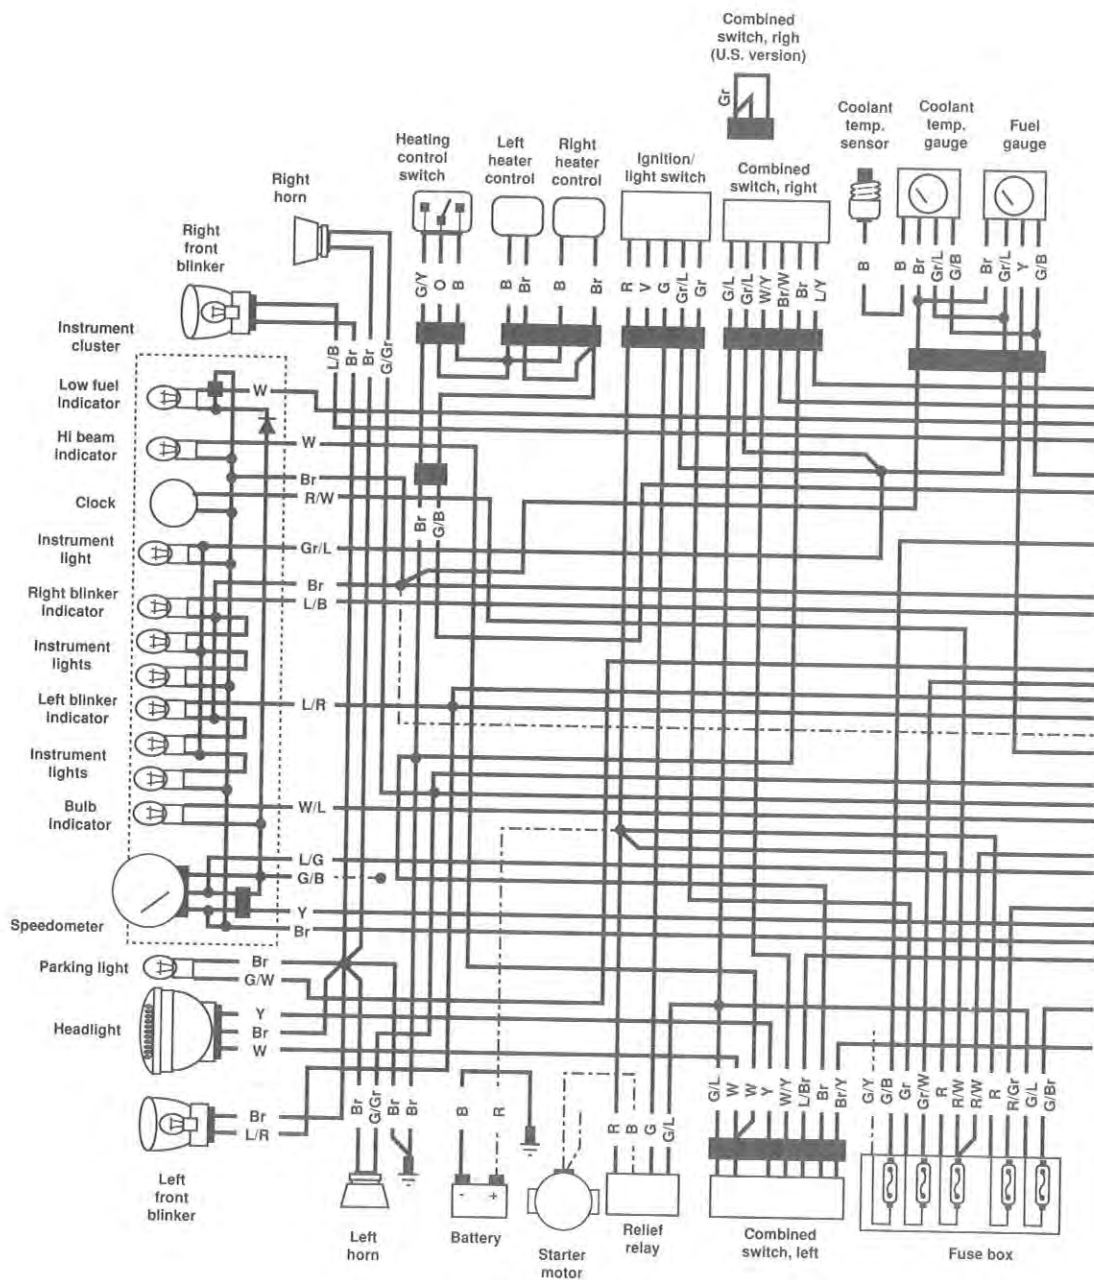 Combined
switch, righ
(U.S. version)
Gr
Coolant
temp.
sensor
Coolant
temp.
gauge
Fuel
gauge
Heating
control
switch
Left
heater
control
Right
heater
control
Ignition/
light switch
Combined
switch, right
Right
horn
Right
front
blinker
G/Y
O
B
B
Br
B
Br
R
V
G
Gr/L
Gr
G/L
Gr/L
W/Y
Br/W
Br
L/Y
B
B
Br
Gr/L
G/B
Br
Gr/L
Y
G/B
L/B
Br
Br
G/Gr
Instrument
cluster
Low fuel
Indicator
W
Hi beam
indicator
W
Br
Clock
R/W
Br
G/B
Instrument
light
Gr/L
Br
Right blinker
Indicator
L/B
Instrument
lights
Left blinker
Indicator
L/R
Instrument
lights
Bulb
indicator
W/L
L/G
G/B
Y
Speedometer
Br
Parking light
Br
G/W
Headlight
Y
Br
W
Br
L/R
Left
front
blinker
Br
G/Gr
Br
Br
Left
horn
B
R
- +
Battery
Starter
motor
R
B
G
G/L
Relief
relay
G/L
W
W
Y
W/Y
L/Br
Br
Br/Y
Combined
switch, left
G/Y
G/B
Gr
Gr/W
R
R/W
R/W
R
R/Gr
G/L
G/Br
Fuse box